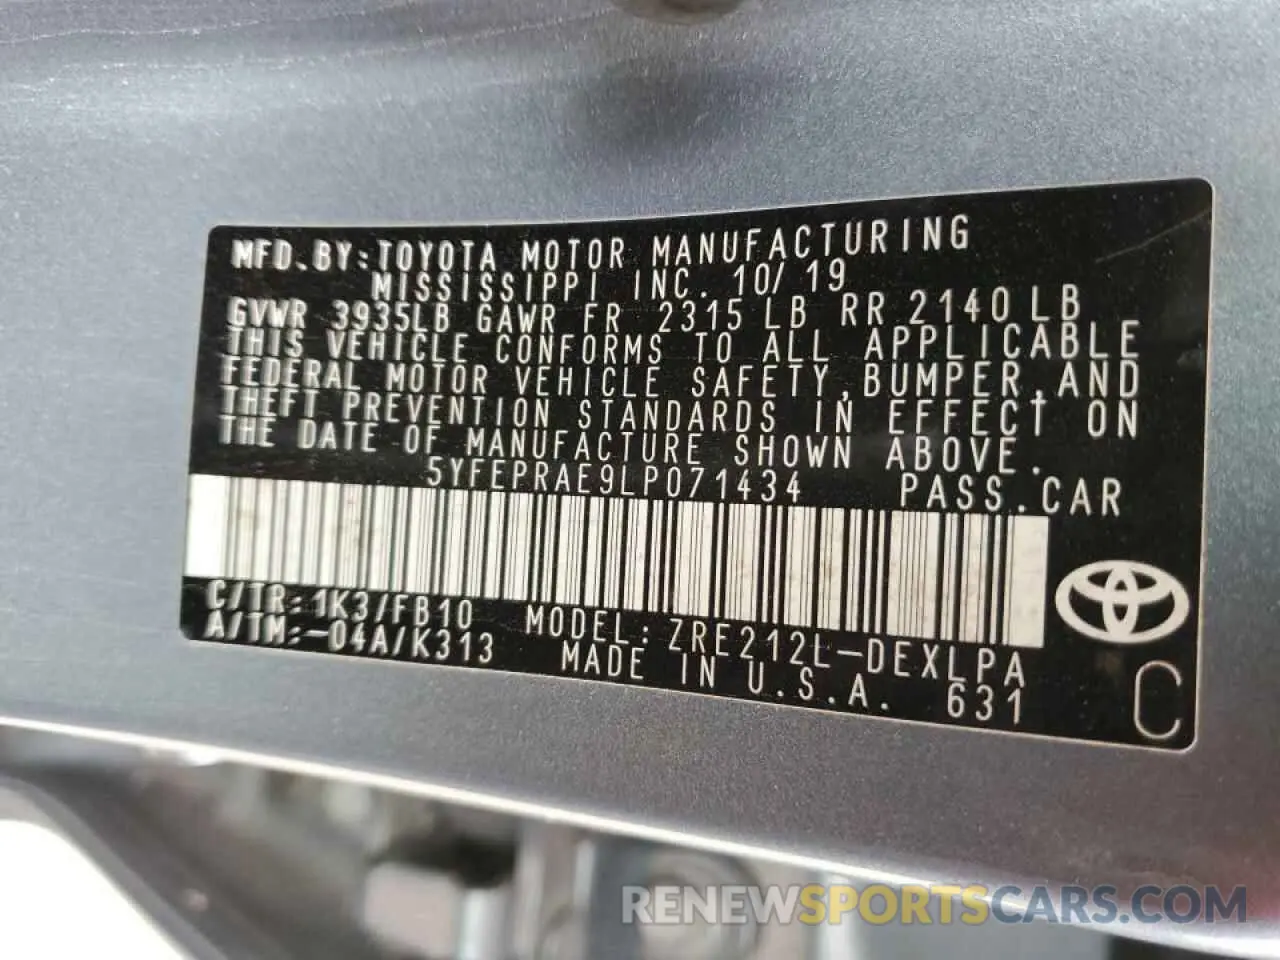 MFD. BY: TOYOTA MOTOR MANUFACTURING
MISSISSIPPI INC. 10/19
GVWR 3935LB GAWR FR 2315 LB RR 2140 LB
THIS VEHICLE CONFORMS TO ALL APPLICABLE
FEDERAL MOTOR VEHICLE SAFETY, BUMPER, AND
THEFT PREVENTION STANDARDS IN EFFECT ON
THE DATE OF MANUFACTURE SHOWN ABOVE.
5YFEPRAE9LP071434 PASS. CAR
C/TR: 1K3/FB10 MODEL: ZRE212L-DEXLPA
A/TM: -04A/K313 MADE IN U.S.A. 631
C
RENEWSPORTSCARS.COM